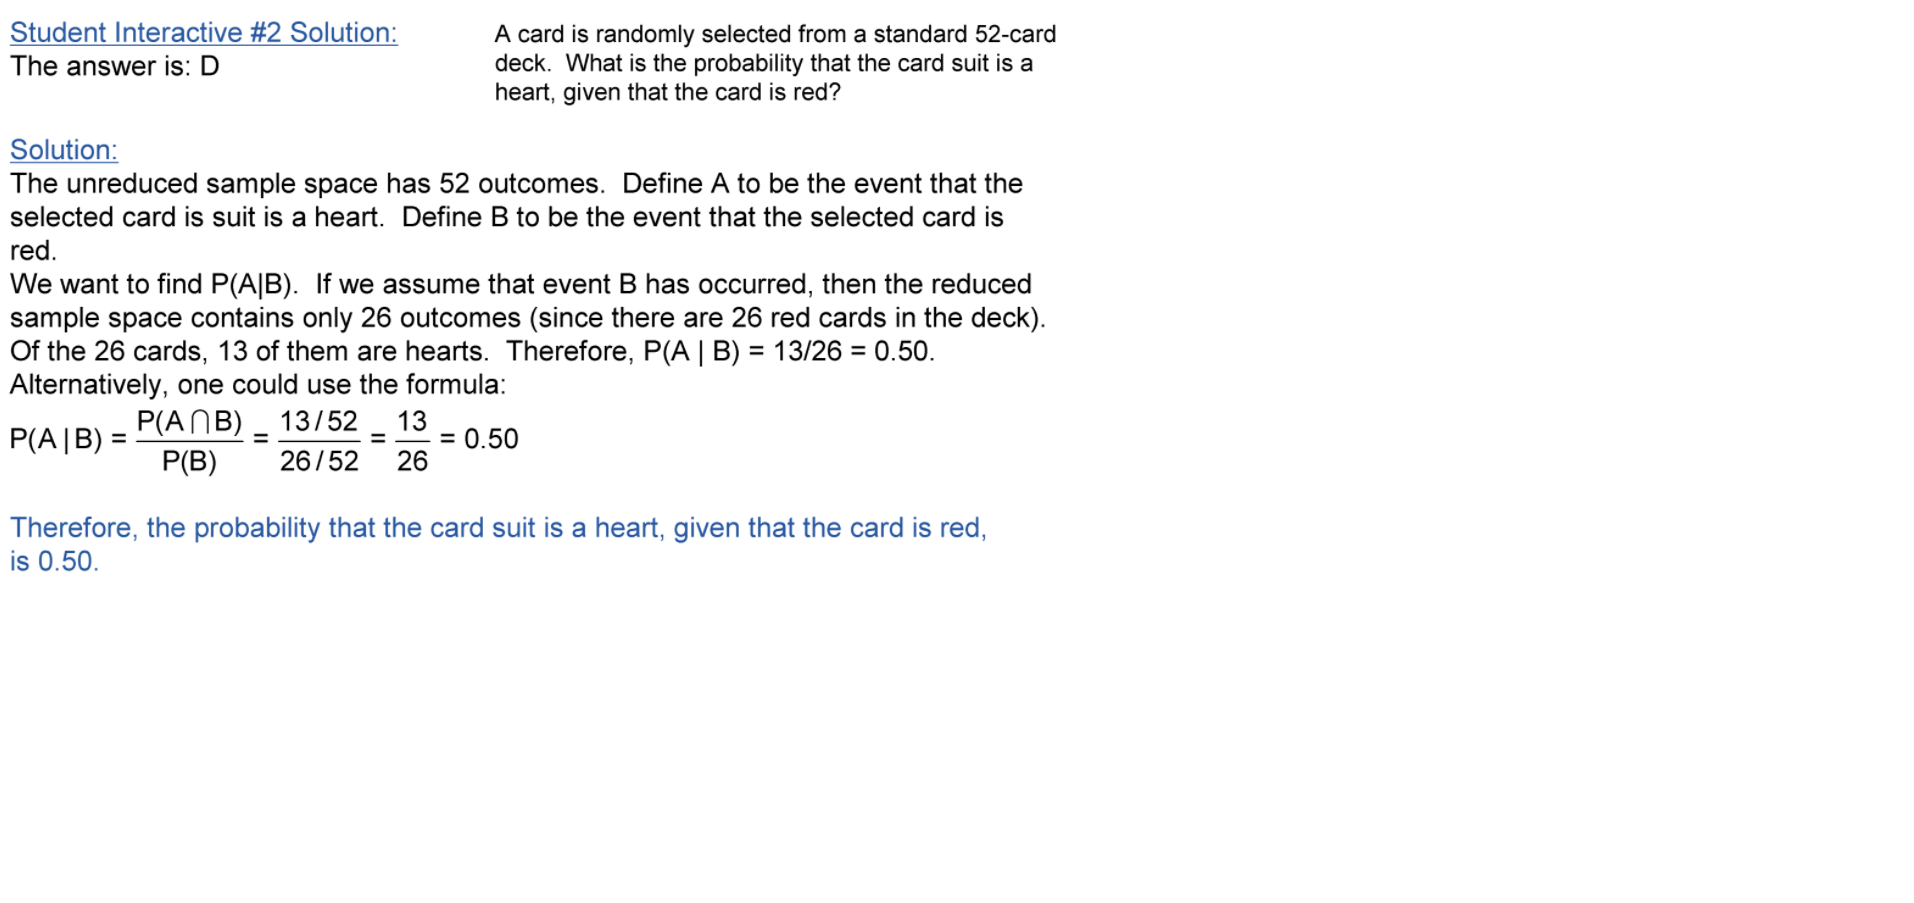 Student Interactive #2 Solution:
The answer is: D
A card is randomly selected from a standard 52-card
deck.  What is the probability that the card suit is a
heart, given that the card is red?
Solution:
The unreduced sample space has 52 outcomes.  Define A to be the event that the
selected card is suit is a heart.  Define B to be the event that the selected card is
red.
We want to find P(A|B).  If we assume that event B has occurred, then the reduced
sample space contains only 26 outcomes (since there are 26 red cards in the deck).
Of the 26 cards, 13 of them are hearts.  Therefore, P(A | B) = 13/26 = 0.50.
Alternatively, one could use the formula:
P(A | B) = P(A ⋂ B) / P(B) = 13/52 / 26/52 = 13 / 26 = 0.50
Therefore, the probability that the card suit is a heart, given that the card is red,
is 0.50.